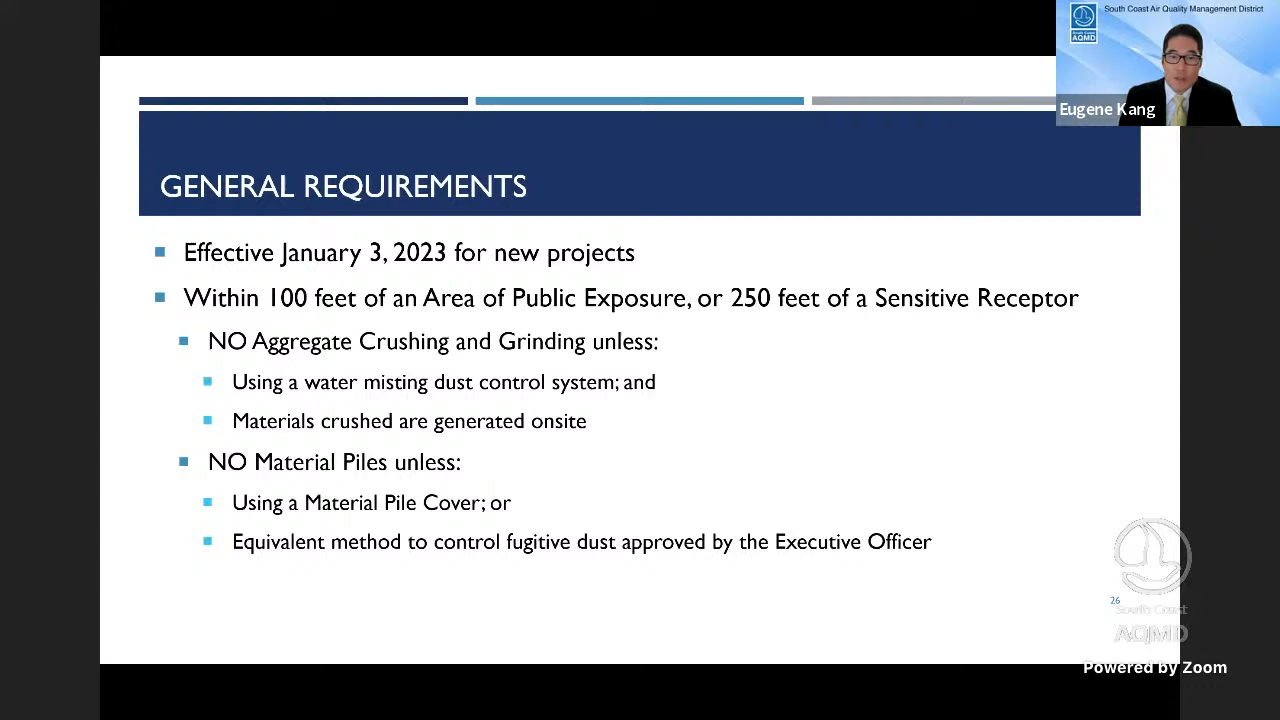 South Coast Air Quality Management District
South Coast
AQMD
Eugene Kang
GENERAL REQUIREMENTS
Effective January 3, 2023 for new projects
Within 100 feet of an Area of Public Exposure, or 250 feet of a Sensitive Receptor
NO Aggregate Crushing and Grinding unless:
Using a water misting dust control system; and
Materials crushed are generated onsite
NO Material Piles unless:
Using a Material Pile Cover; or
Equivalent method to control fugitive dust approved by the Executive Officer
26
South Coast
AQMD
Powered by Zoom